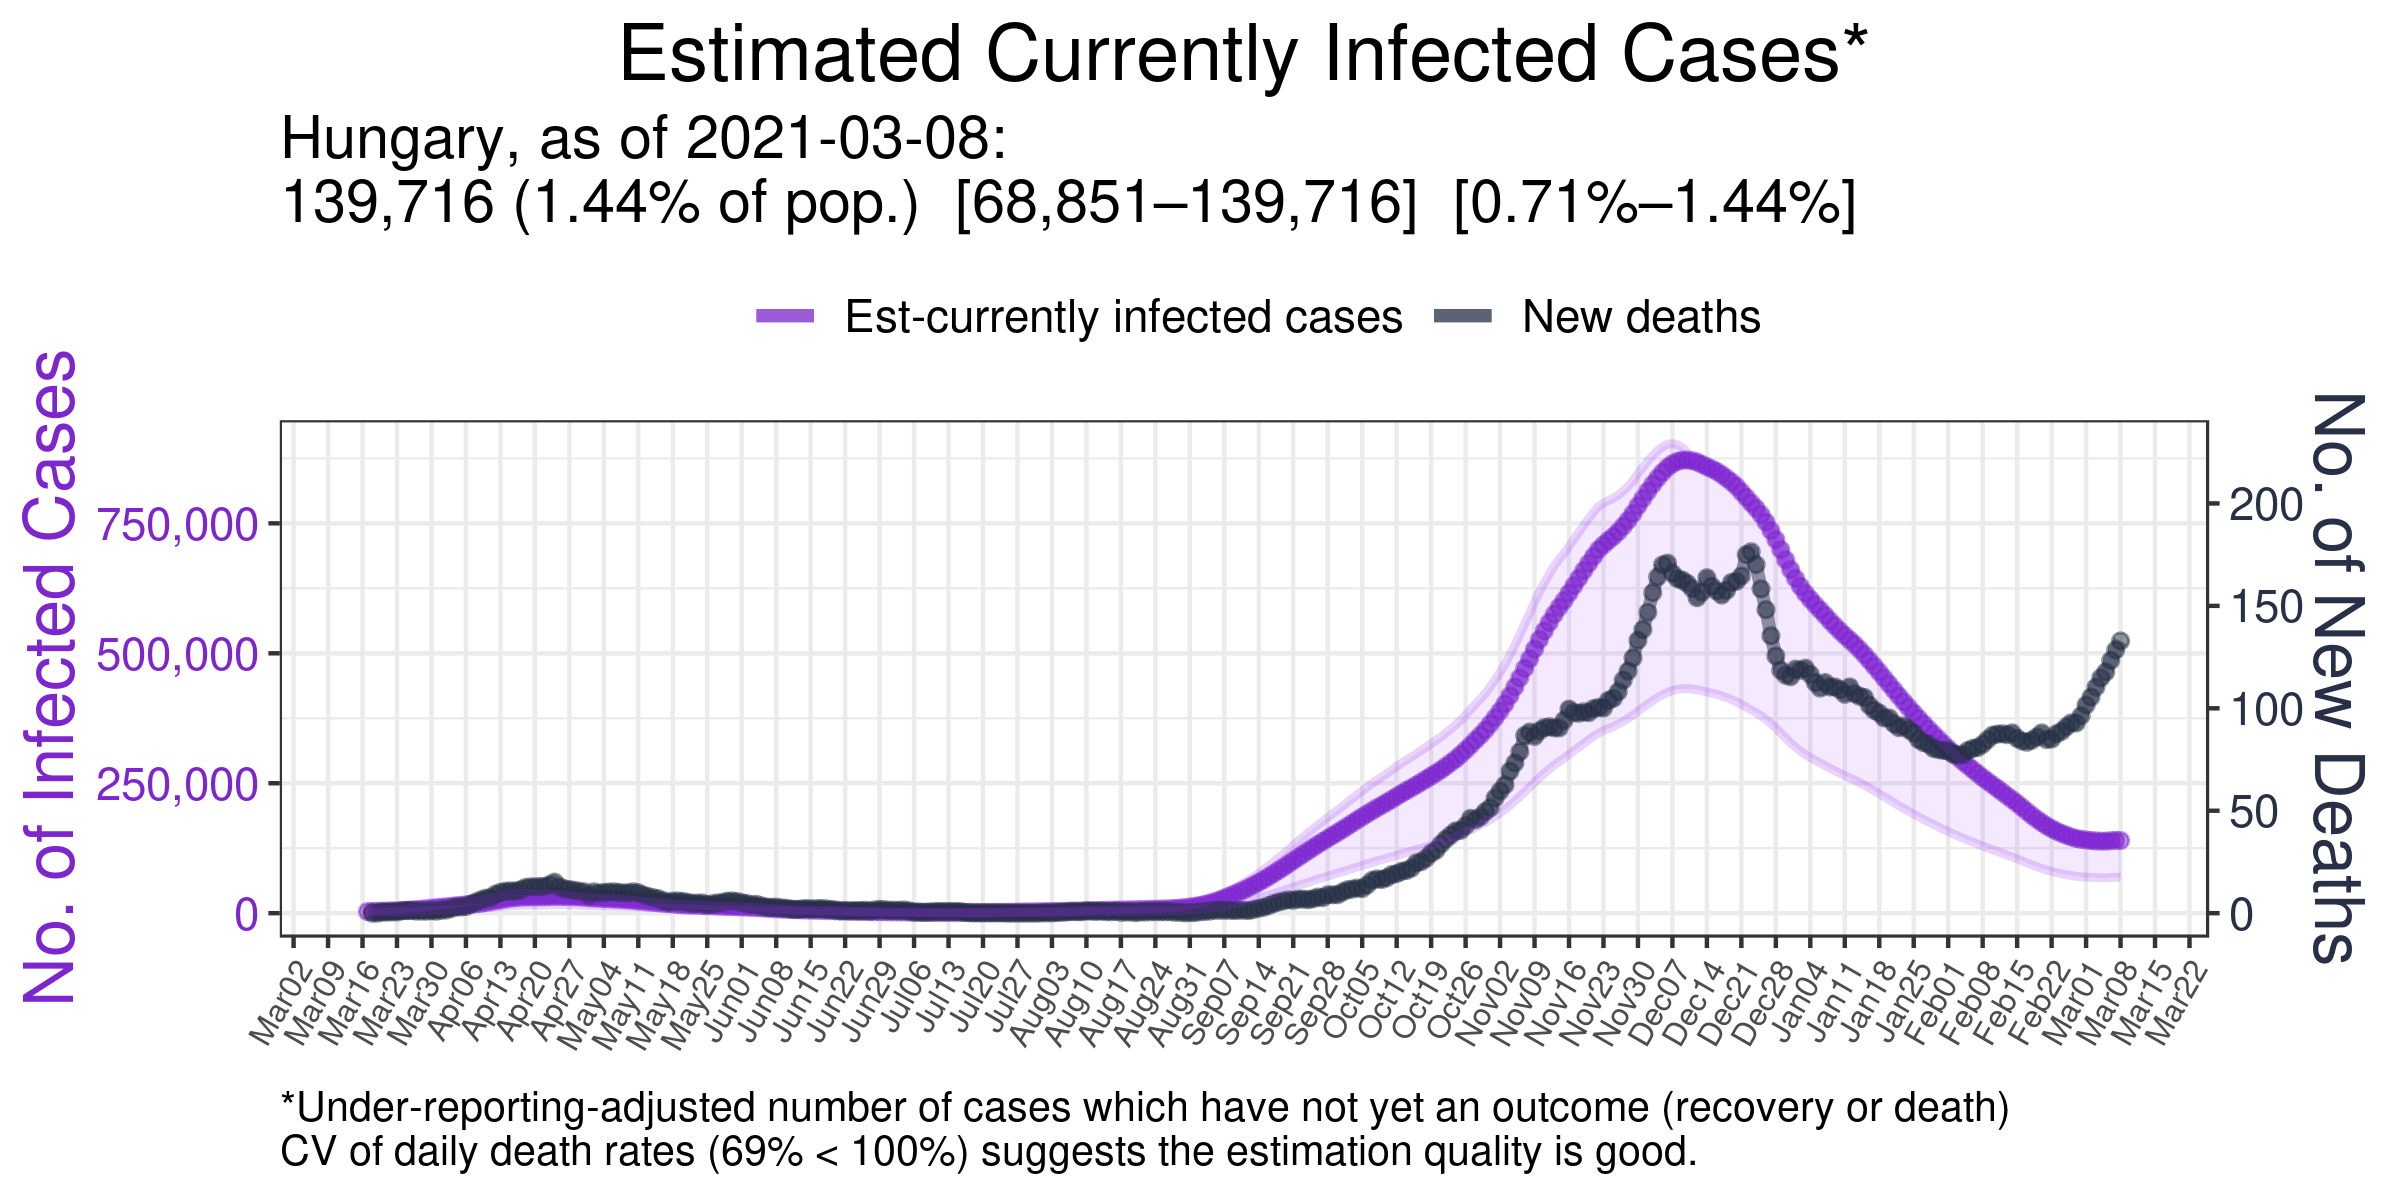 Estimated Currently Infected Cases*
Hungary, as of 2021-03-08:
139,716 (1.44% of pop.) [68,851–139,716] [0.71%–1.44%]
Est-currently infected cases
New deaths
No. of Infected Cases
750,000
500,000
250,000
0
No. of New Deaths
200
150
100
50
0
Mar02
Mar09
Mar16
Mar23
Mar30
Apr06
Apr13
Apr20
Apr27
May04
May11
May18
May25
Jun01
Jun08
Jun15
Jun22
Jun29
Jul06
Jul13
Jul20
Jul27
Aug03
Aug10
Aug17
Aug24
Aug31
Sep07
Sep14
Sep21
Sep28
Oct05
Oct12
Oct19
Oct26
Nov02
Nov09
Nov16
Nov23
Nov30
Dec07
Dec14
Dec21
Dec28
Jan04
Jan11
Jan18
Jan25
Feb01
Feb08
Feb15
Feb22
Mar01
Mar08
Mar15
Mar22
*Under-reporting-adjusted number of cases which have not yet an outcome (recovery or death)
CV of daily death rates (69% < 100%) suggests the estimation quality is good.